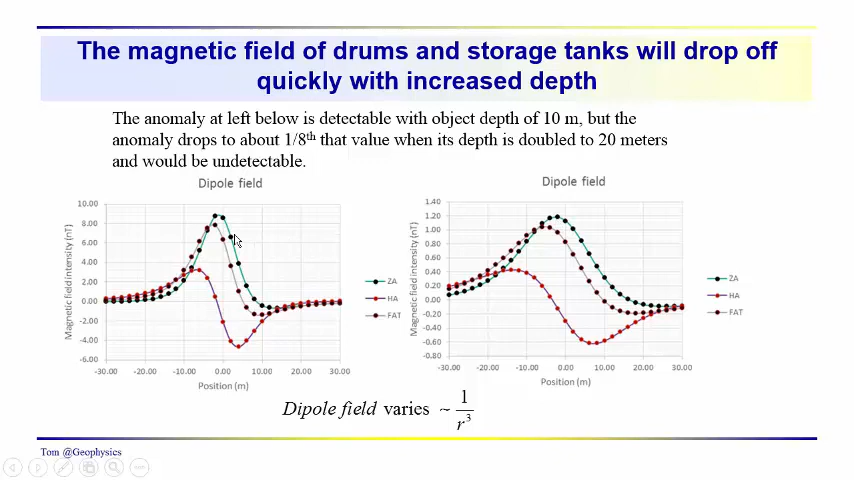 The magnetic field of drums and storage tanks will drop off
quickly with increased depth
The anomaly at left below is detectable with object depth of 10 m, but the
anomaly drops to about 1/8th that value when its depth is doubled to 20 meters
and would be undetectable.
Dipole field
10.00
8.00
6.00
4.00
2.00
0.00
-2.00
-4.00
-6.00
Magnetic field intensity (nT)
-30.00 -20.00 -10.00 0.00 10.00 20.00 30.00
Position (m)
ZA
HA
FAT
Dipole field
1.40
1.20
1.00
0.80
0.60
0.40
0.20
0.00
-0.20
-0.40
-0.60
-0.80
Magnetic field intensity (nT)
-30.00 -20.00 -10.00 0.00 10.00 20.00 30.00
Position (m)
ZA
HA
FAT
Dipole field varies ~ 1/r³
Tom @Geophysics